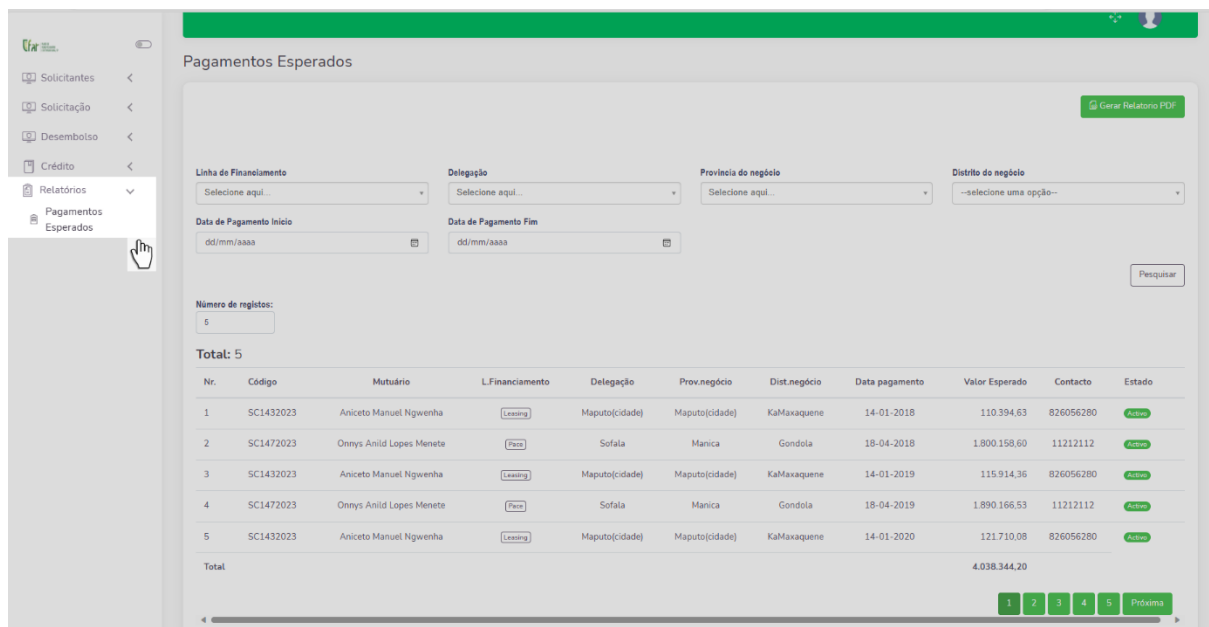 Cfar
Solicitantes
Solicitação
Desembolso
Crédito
Relatórios
Pagamentos
Esperados
Pagamentos Esperados
Gerar Relatorio PDF
Linha de Financiamento Delegação Provincia do negócio Distrito do negócio
Selecione aqui... Selecione aqui... Selecione aqui... --selecione uma opção--
Data de Pagamento Inicio Data de Pagamento Fim
dd/mm/aaaa dd/mm/aaaa
Pesquisar
Número de registos:
5
Total: 5
Nr. Código Mutuário L.Financiamento Delegação Prov.negócio Dist.negócio Data pagamento Valor Esperado Contacto Estado
1 SC1432023 Aniceto Manuel Ngwenha Leasing Maputo(cidade) Maputo(cidade) KaMaxaquene 14-01-2018 110.394,63 826056280 Activo
2 SC1472023 Onnys Anild Lopes Menete Pace Sofala Manica Gondola 18-04-2018 1.800.158,60 11212112 Activo
3 SC1432023 Aniceto Manuel Ngwenha Leasing Maputo(cidade) Maputo(cidade) KaMaxaquene 14-01-2019 115.914,36 826056280 Activo
4 SC1472023 Onnys Anild Lopes Menete Pace Sofala Manica Gondola 18-04-2019 1.890.166,53 11212112 Activo
5 SC1432023 Aniceto Manuel Ngwenha Leasing Maputo(cidade) Maputo(cidade) KaMaxaquene 14-01-2020 121.710,08 826056280 Activo
Total 4.038.344,20
1 2 3 4 5 Próxima